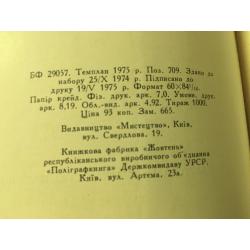 БФ 29057. Темплан 1975 р. Поз. 709. Здано до
набору 25/X 1974 р. Підписано до
друку 19/V 1975 р. Формат 60×84¹/₁₆.
Папір крейд. Фіз. друк. арк. 7,0. Умовн. друк.
арк. 8,19. Обл.-вид. арк. 4,92. Тираж 1000.
Ціна 93 коп. Зам. 665.
Видавництво «Мистецтво», Київ,
вул. Свердлова, 19.
Книжкова фабрика «Жовтень»
республіканського виробничого об'єднання
«Поліграфкнига» Держкомвидаву УРСР.
Київ, вул. Артема, 23а.